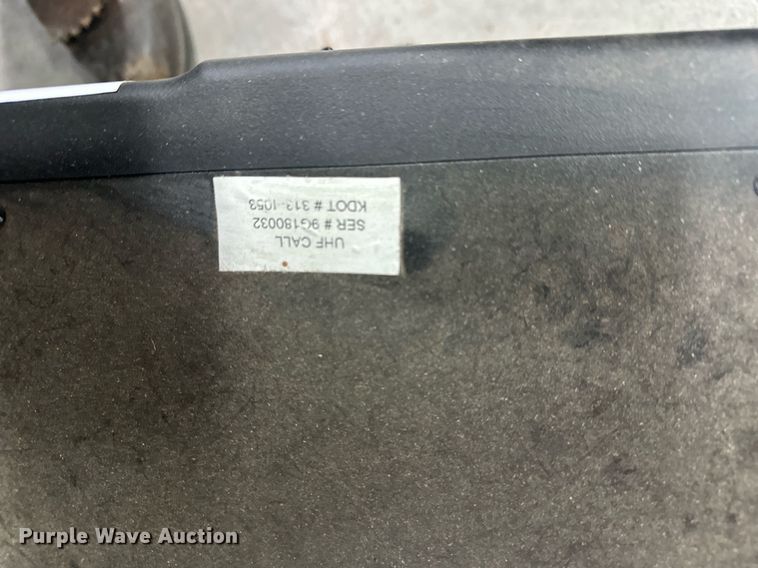 UHF CALL
SER # 9G180032
KDOT # 313-1053
Purple Wave Auction®